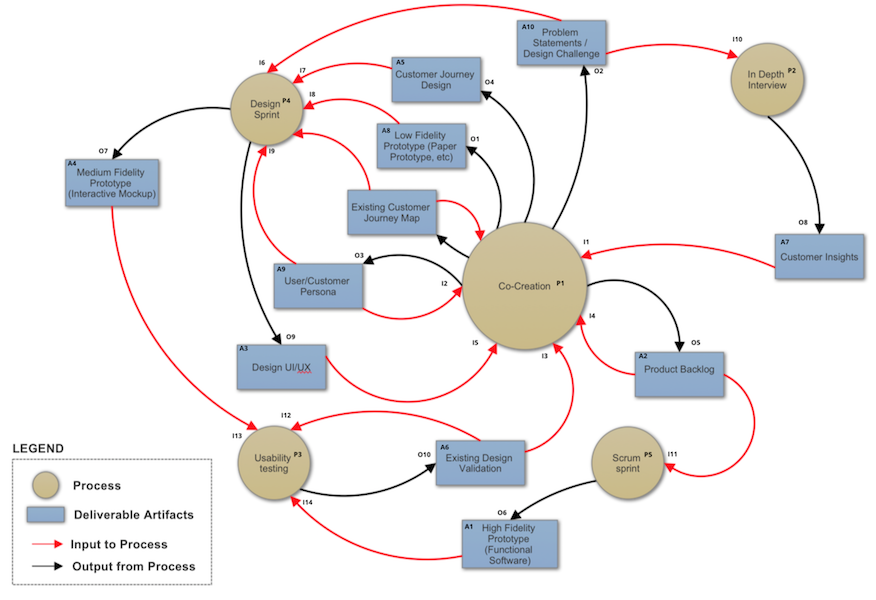 A10
Problem
Statements /
Design Challenge
I10
In Depth P2
Interview
I6
I7
A5
Customer Journey
Design
O4
O2
Design P4
Sprint
I8
A8
Low Fidelity
Prototype (Paper
Prototype, etc)
O1
I9
O7
A4
Medium Fidelity
Prototype
(Interactive Mockup)
Existing Customer
Journey Map
O8
A7
Customer Insights
I1
O3
A9
User/Customer
Persona
I2
Co-Creation P1
I4
O9
A3
Design UI/UX
I5
I3
O5
A2
Product Backlog
I12
I13
Usability P3
testing
O10
A6
Existing Design
Validation
Scrum P5
sprint
I11
I14
O6
A1
High Fidelity
Prototype
(Functional
Software)
LEGEND
Process
Deliverable Artifacts
Input to Process
Output from Process